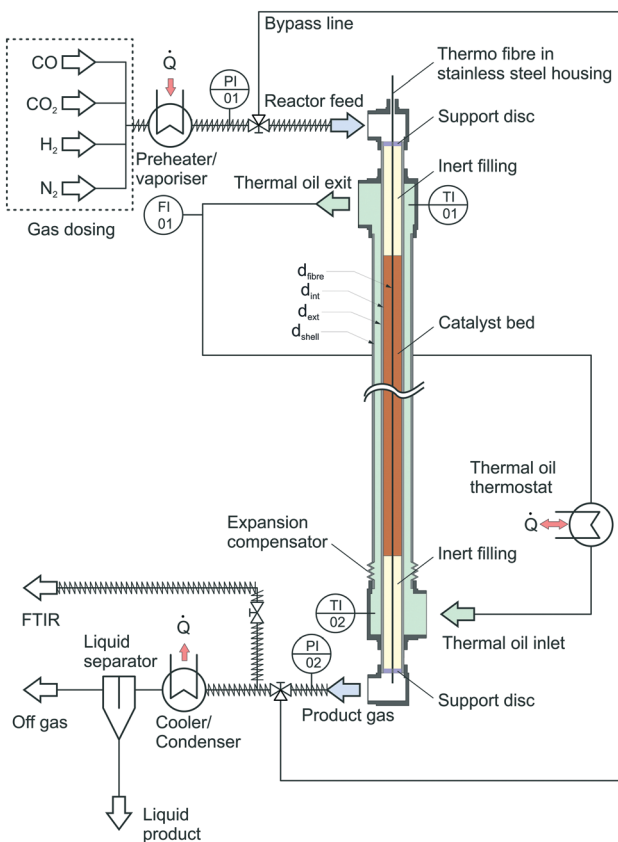 Bypass line
CO
CO2
H2
N2
Gas dosing
Q̇
Preheater/
vaporiser
PI
01
Reactor feed
Thermo fibre in
stainless steel housing
Support disc
Inert filling
Thermal oil exit
FI
01
TI
01
dfibre
dint
dext
dshell
Catalyst bed
Thermal oil
thermostat
Q̇
Expansion
compensator
Inert filling
FTIR
TI
02
Thermal oil inlet
Liquid
separator
Q̇
PI
02
Support disc
Off gas
Cooler/
Condenser
Product gas
Liquid
product